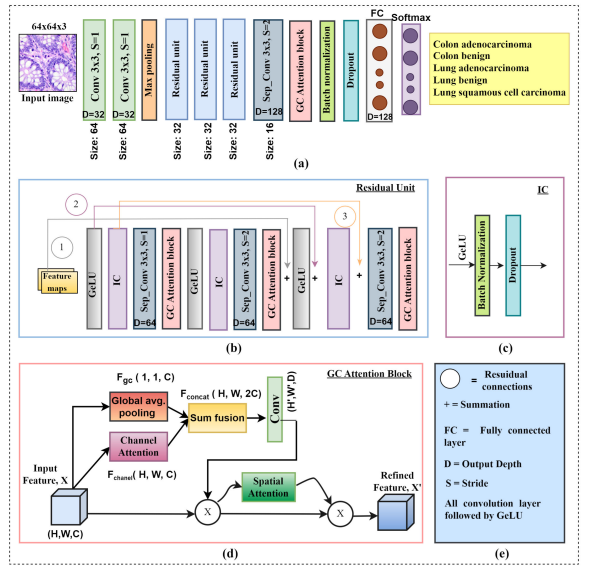 64x64x3
Input image
Conv 3x3, S=1
D=32
Size: 64
Conv 3x3, S=1
D=32
Size: 64
Max pooling
Residual unit
Size: 32
Residual unit
Size: 32
Residual unit
Size: 32
Sep_Conv 3x3, S=2
D=128
Size: 16
GC Attention block
Batch normalization
Dropout
FC
D=128
Softmax
Colon adenocarcinoma
Colon benign
Lung adenocarcinoma
Lung benign
Lung squamous cell carcinoma
(a)
Residual Unit
1
2
3
Feature
maps
GeLU
IC
Sep_Conv 3x3, S=1
D=64
GC Attention block
GeLU
IC
Sep_Conv 3x3, S=2
D=64
GC Attention block
+
GeLU
+
IC
+
Sep_Conv 3x3, S=2
D=64
GC Attention block
(b)
IC
GeLU
Batch Normalization
Dropout
(c)
GC Attention Block
Fgc ( 1, 1, C)
Global avg.
pooling
Channel
Attention
Fchanel( H, W, C)
Fconcat ( H, W, 2C)
Sum fusion
Conv
(H',W',D)
Input
Feature, X
(H,W,C)
X
Spatial
Attention
X
Refined
Feature, X'
(d)
= Resuidual
connections
+ = Summation
FC = Fully connected
layer
D = Output Depth
S = Stride
All convolution layer
followed by GeLU
(e)